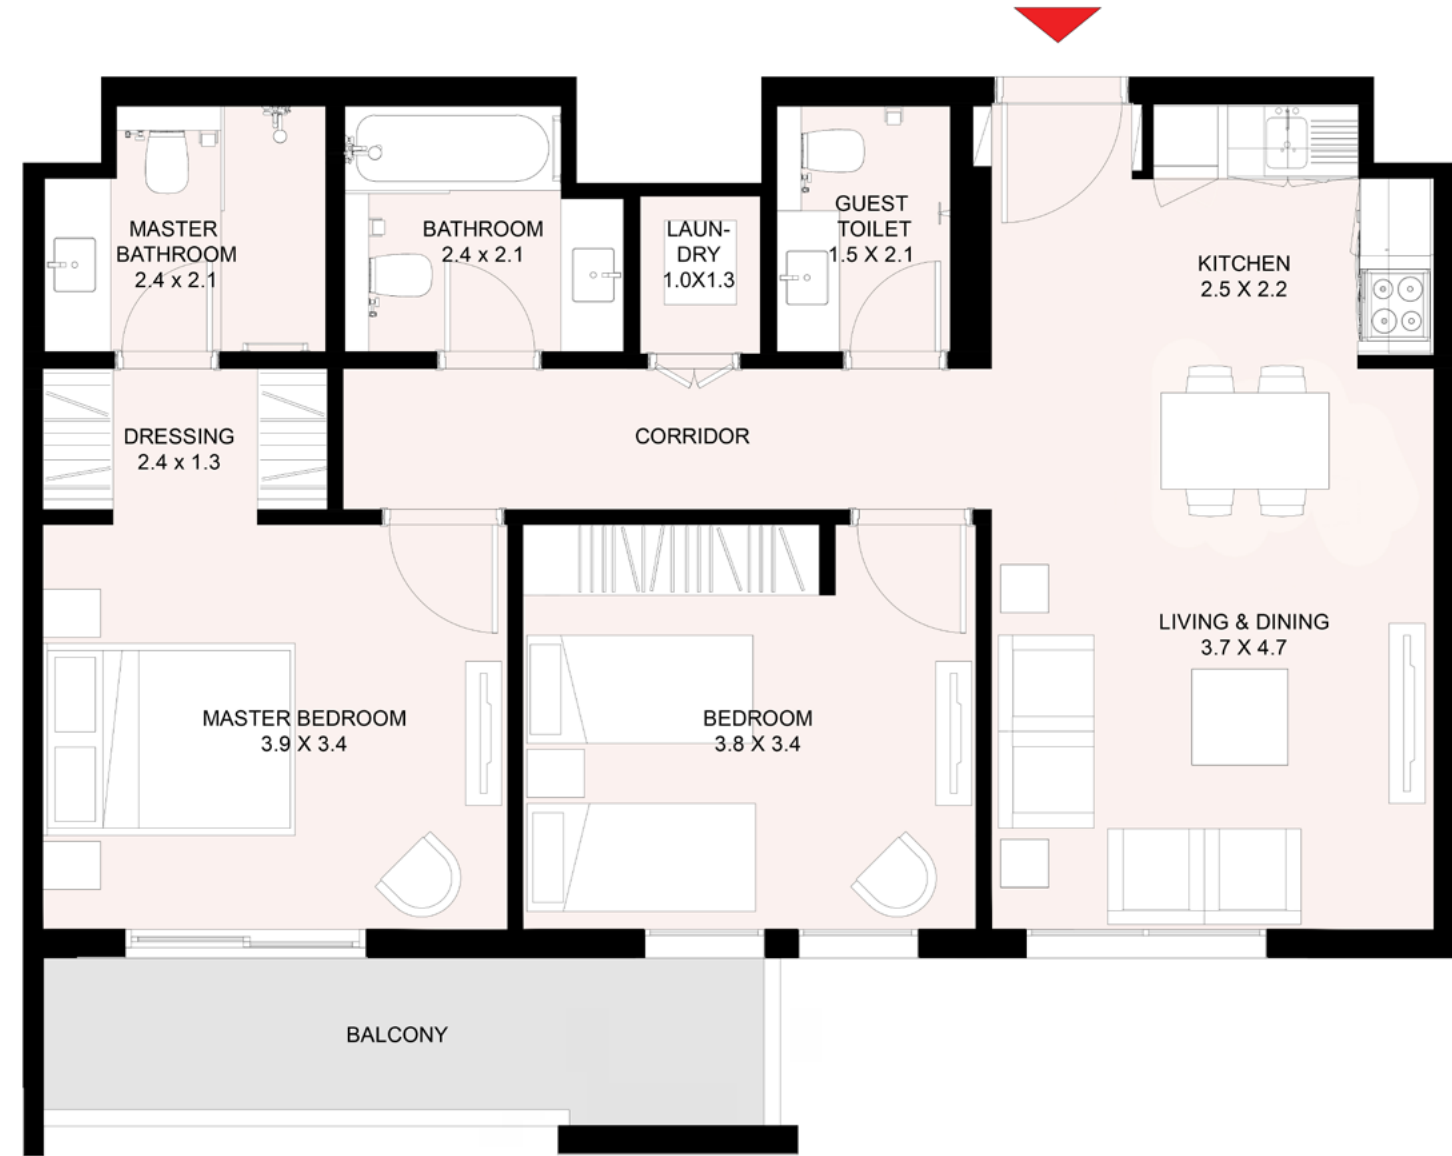 MASTER
BATHROOM
2.4 x 2.1
BATHROOM
2.4 x 2.1
LAUN-
DRY
1.0X1.3
GUEST
TOILET
1.5 X 2.1
KITCHEN
2.5 X 2.2
DRESSING
2.4 x 1.3
CORRIDOR
LIVING & DINING
3.7 X 4.7
MASTER BEDROOM
3.9 X 3.4
BEDROOM
3.8 X 3.4
BALCONY